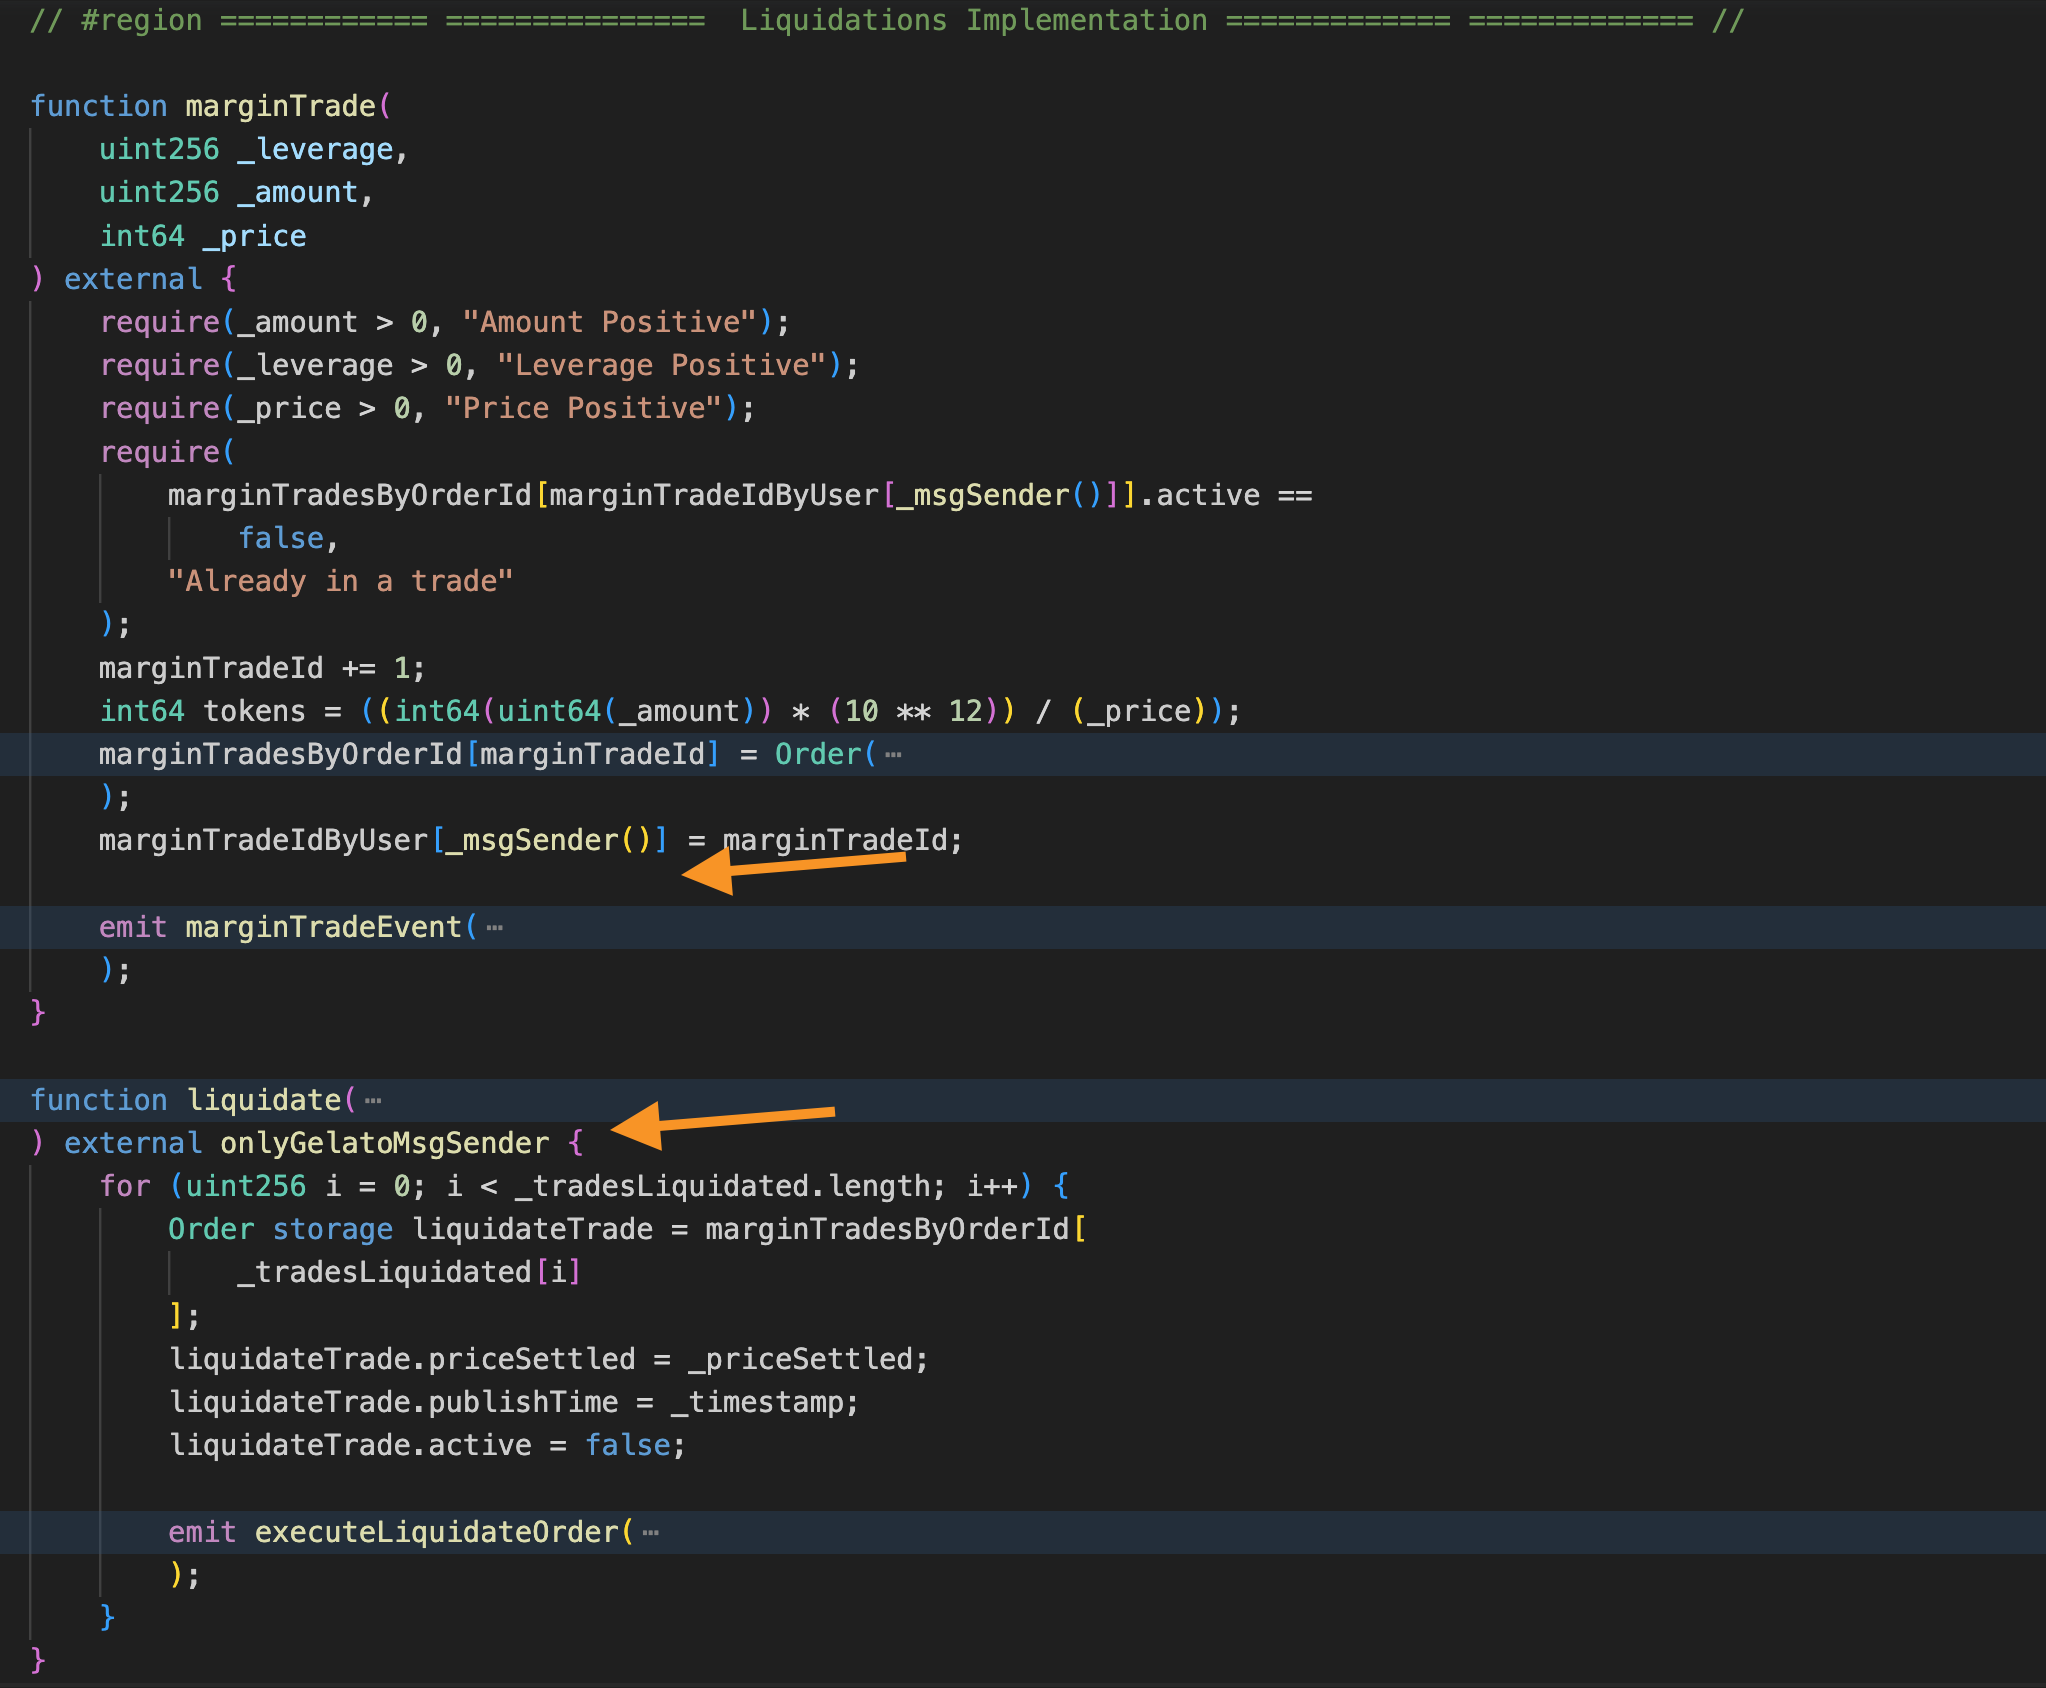 // #region ============ ===============  Liquidations Implementation ============= ============= //
function marginTrade(
uint256 _leverage,
uint256 _amount,
int64 _price
) external {
require(_amount > 0, "Amount Positive");
require(_leverage > 0, "Leverage Positive");
require(_price > 0, "Price Positive");
require(
marginTradesByOrderId[marginTradeIdByUser[_msgSender()]].active ==
false,
"Already in a trade"
);
marginTradeId += 1;
int64 tokens = ((int64(uint64(_amount)) * (10 ** 12)) / (_price));
marginTradesByOrderId[marginTradeId] = Order( ⋯
);
marginTradeIdByUser[_msgSender()] = marginTradeId;
emit marginTradeEvent( ⋯
);
}
function liquidate( ⋯
) external onlyGelatoMsgSender {
for (uint256 i = 0; i < _tradesLiquidated.length; i++) {
Order storage liquidateTrade = marginTradesByOrderId[
_tradesLiquidated[i]
];
liquidateTrade.priceSettled = _priceSettled;
liquidateTrade.publishTime = _timestamp;
liquidateTrade.active = false;
emit executeLiquidateOrder( ⋯
);
}
}